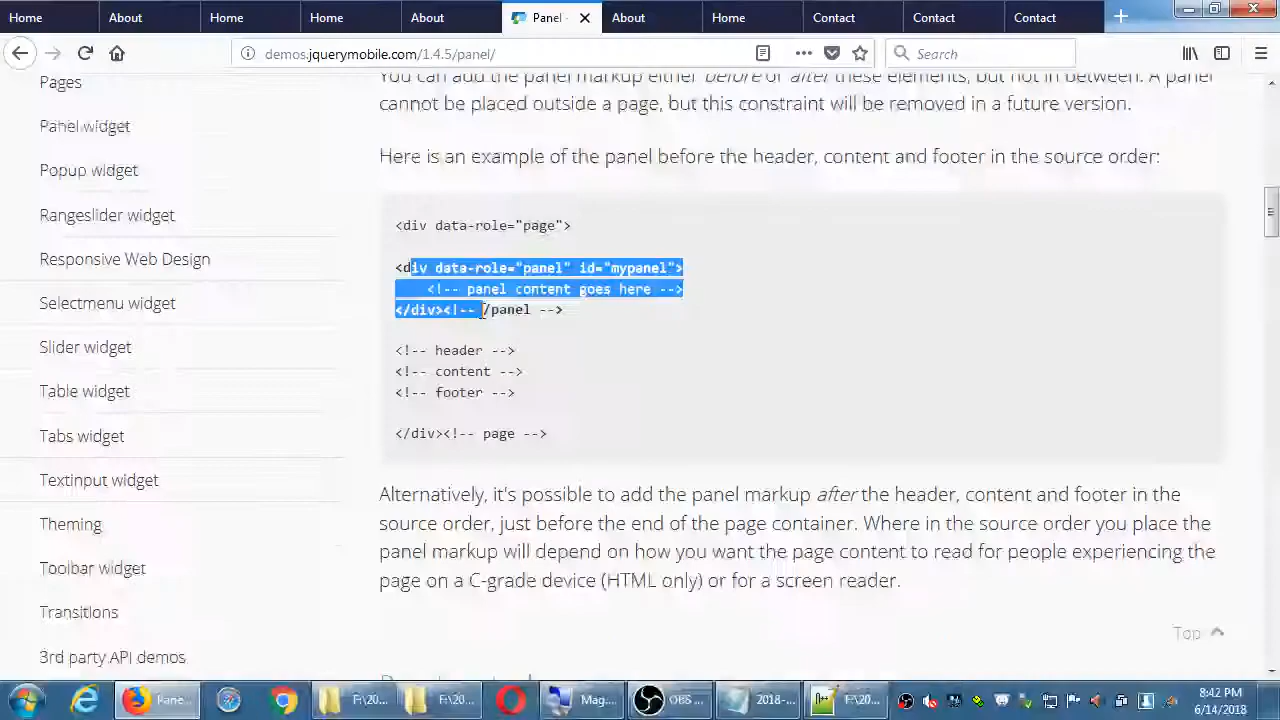 Home
About
Home
Home
About
Panel -
About
Home
Contact
Contact
Contact
demos.jquerymobile.com/1.4.5/panel/
Search
Pages
Panel widget
Popup widget
Rangeslider widget
Responsive Web Design
Selectmenu widget
Slider widget
Table widget
Tabs widget
Textinput widget
Theming
Toolbar widget
Transitions
3rd party API demos
You can add the panel markup either before or after these elements, but not in between. A panel
cannot be placed outside a page, but this constraint will be removed in a future version.
Here is an example of the panel before the header, content and footer in the source order:
<div data-role="page">
<div data-role="panel" id="mypanel">
<!-- panel content goes here -->
</div><!-- /panel -->
<!-- header -->
<!-- content -->
<!-- footer -->
</div><!-- page -->
Alternatively, it's possible to add the panel markup after the header, content and footer in the
source order, just before the end of the page container. Where in the source order you place the
panel markup will depend on how you want the page content to read for people experiencing the
page on a C-grade device (HTML only) or for a screen reader.
Top
Pane...
F:\20...
F:\20...
Mag...
OBS ...
2018-...
F:\20...
8:42 PM
6/14/2018